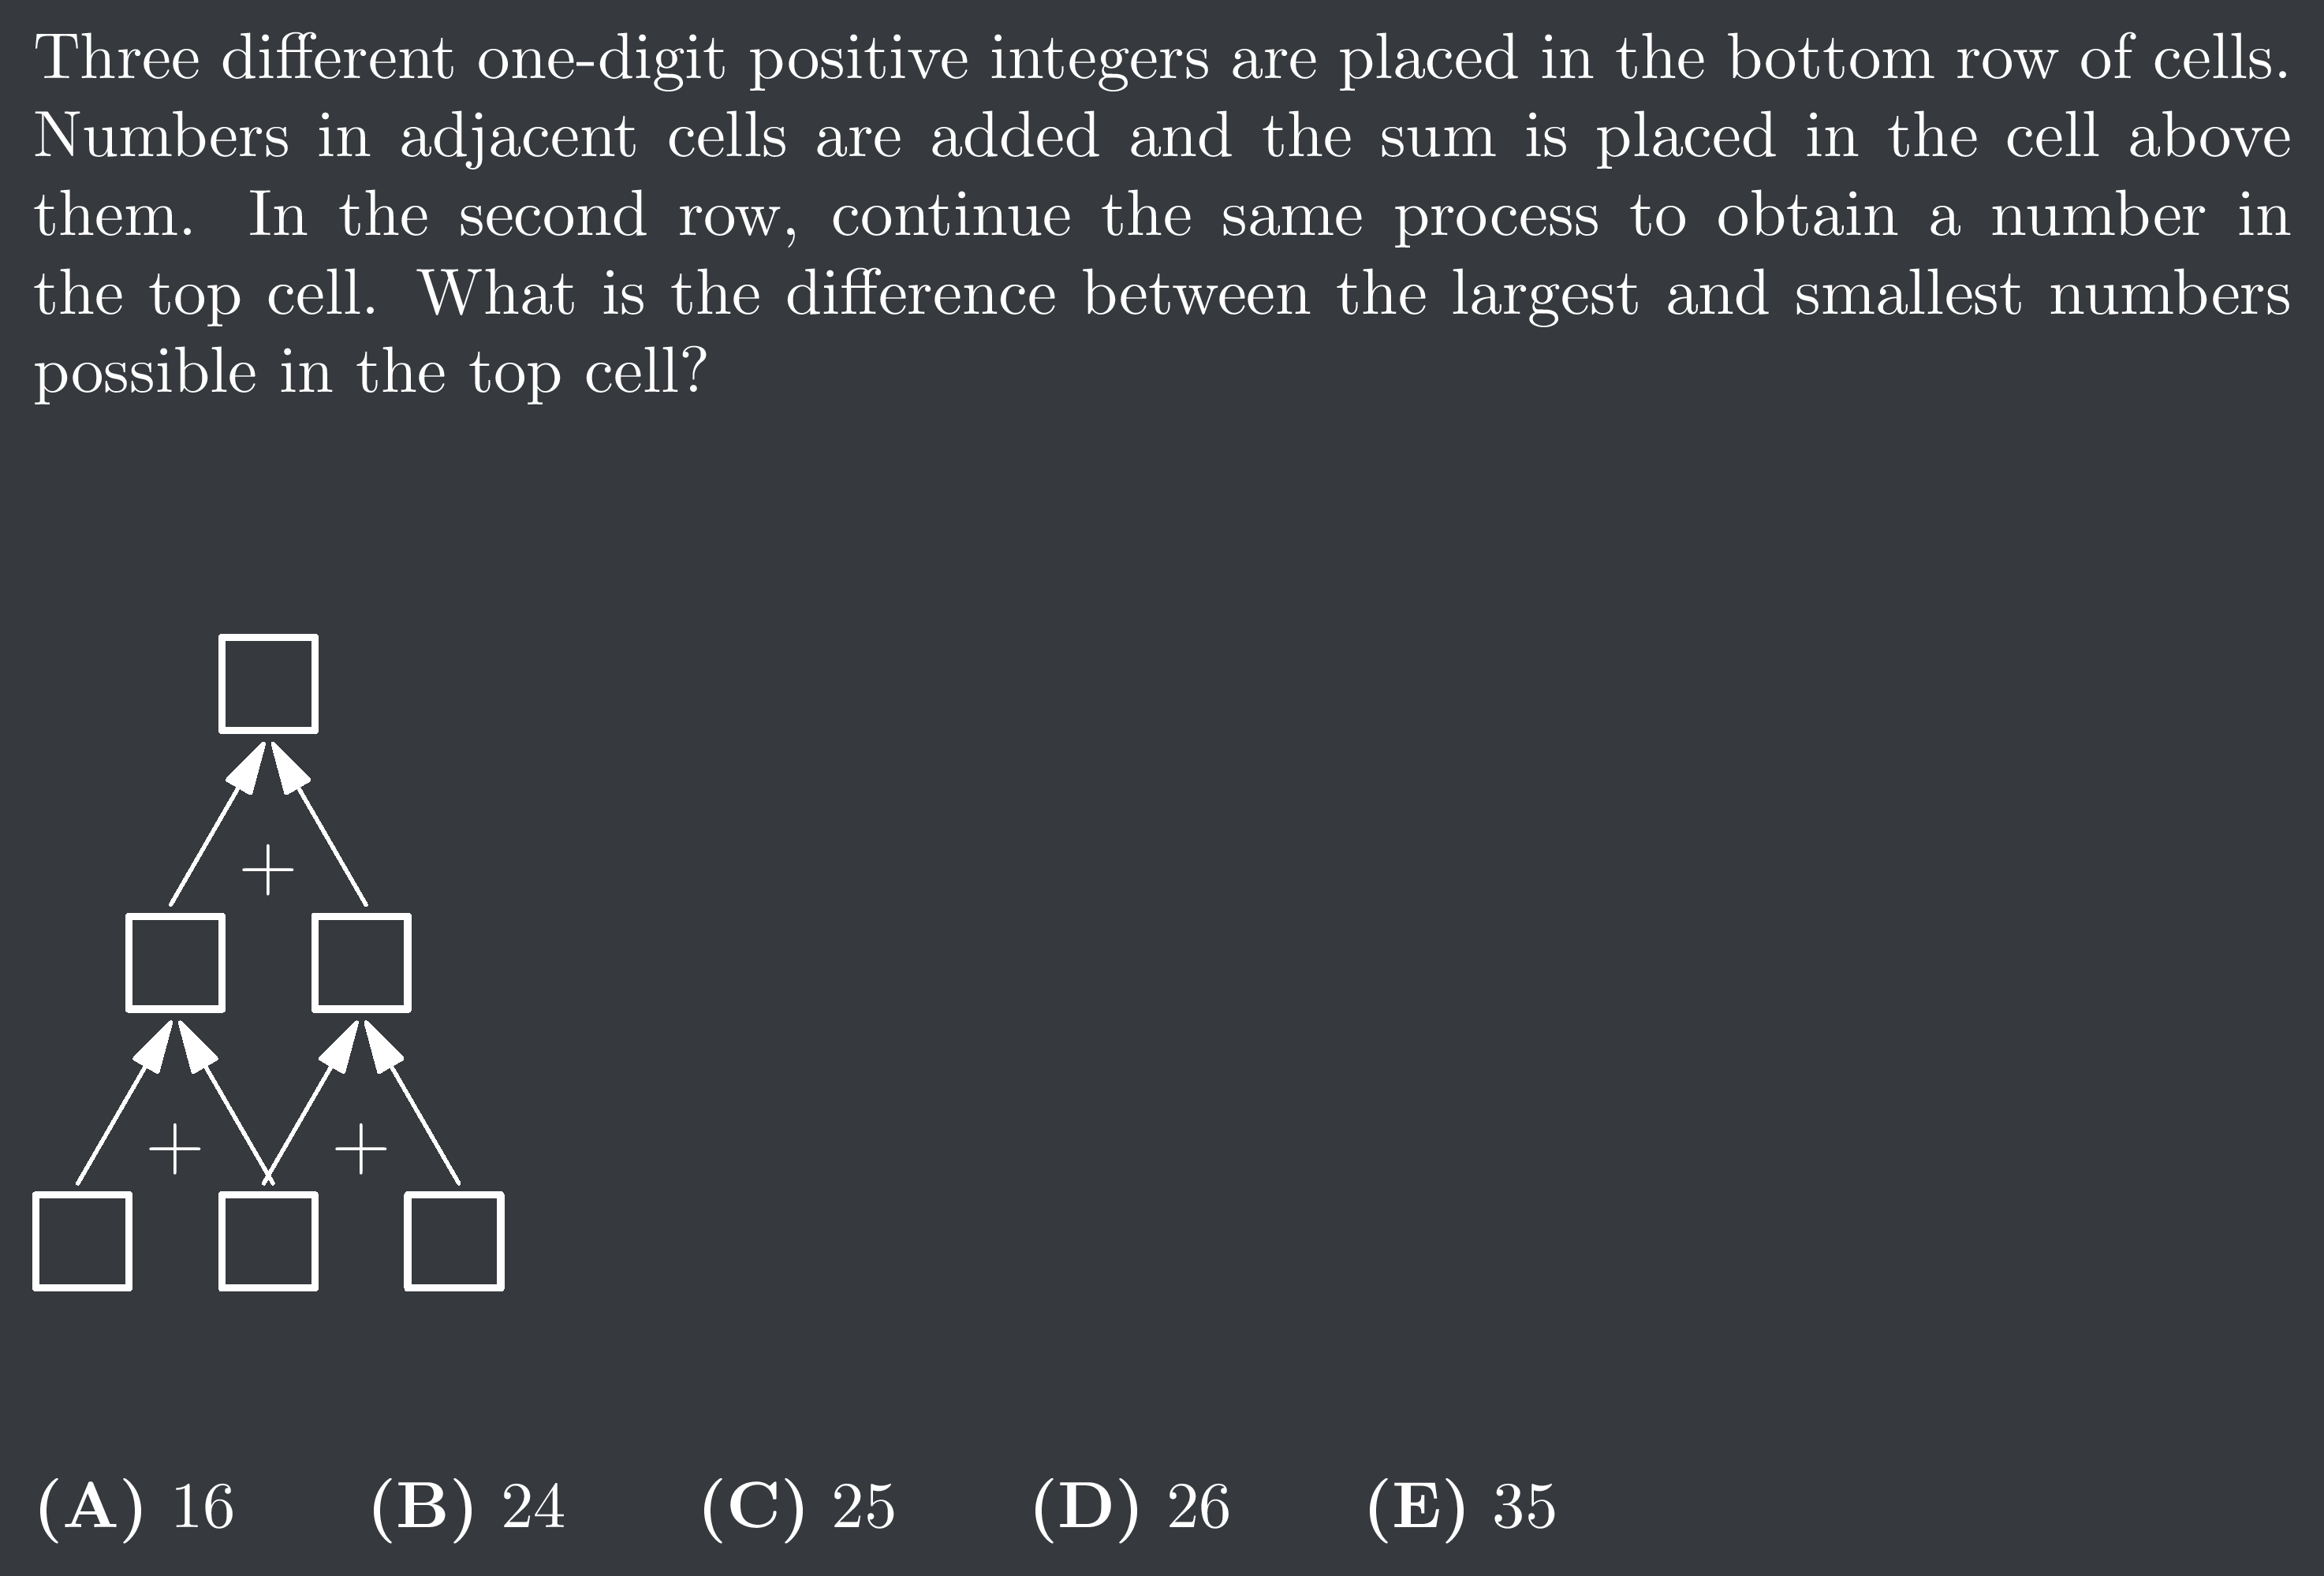 Three different one-digit positive integers are placed in the bottom row of cells.
Numbers in adjacent cells are added and the sum is placed in the cell above
them. In the second row, continue the same process to obtain a number in
the top cell. What is the difference between the largest and smallest numbers
possible in the top cell?
+
+ +
(A) 16 (B) 24 (C) 25 (D) 26 (E) 35